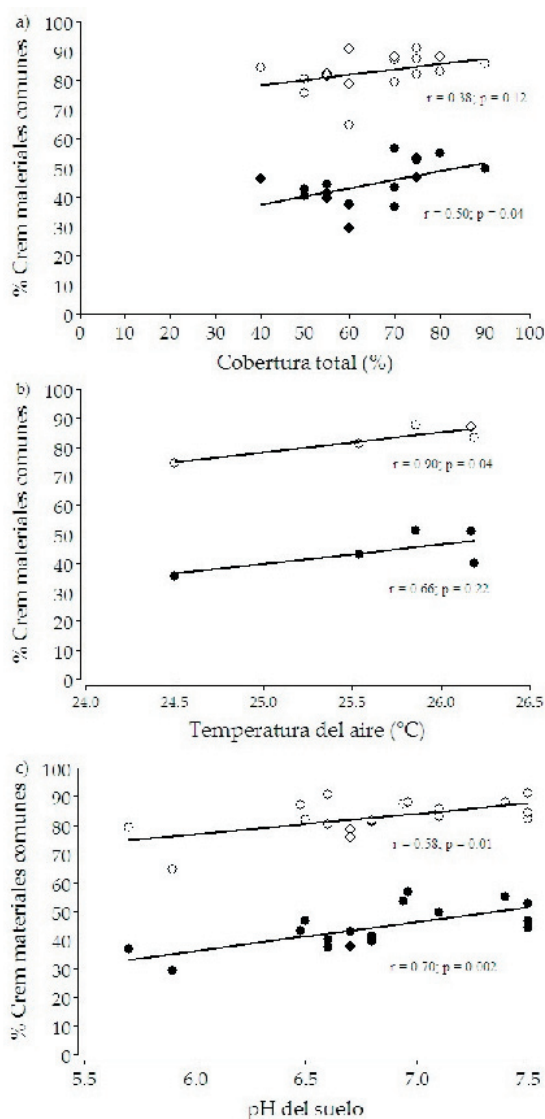 a)
% Crem materiales comunes
100
90
80
70
60
50
40
30
20
10
0
r = 0.38; p = 0.12
r = 0.50; p = 0.04
0 10 20 30 40 50 60 70 80 90 100
Cobertura total (%)
b)
% Crem materiales comunes
100
90
80
70
60
50
40
30
20
10
0
r = 0.90; p = 0.04
r = 0.66; p = 0.22
24.0 24.5 25.0 25.5 26.0 26.5
Temperatura del aire (°C)
c)
% Crem materiales comunes
100
90
80
70
60
50
40
30
20
10
0
r = 0.58, p = 0.01
r = 0.70; p = 0.002
5.5 6.0 6.5 7.0 7.5
pH del suelo